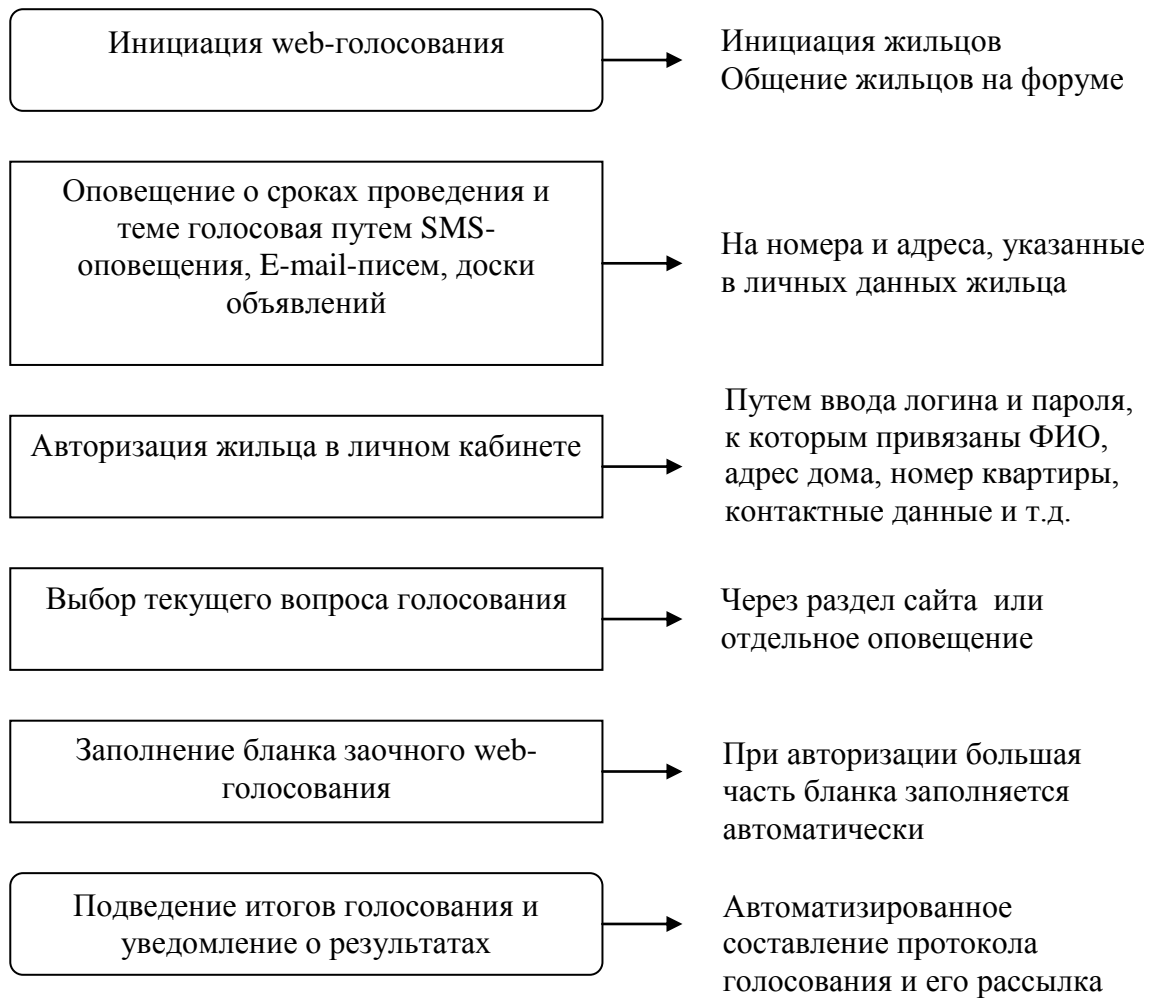 Инициация web-голосования
Инициация жильцов
Общение жильцов на форуме
Оповещение о сроках проведения и
теме голосовая путем SMS-
оповещения, E-mail-писем, доски
объявлений
На номера и адреса, указанные
в личных данных жильца
Авторизация жильца в личном кабинете
Путем ввода логина и пароля,
к которым привязаны ФИО,
адрес дома, номер квартиры,
контактные данные и т.д.
Выбор текущего вопроса голосования
Через раздел сайта или
отдельное оповещение
Заполнение бланка заочного web-
голосования
При авторизации большая
часть бланка заполняется
автоматически
Подведение итогов голосования и
уведомление о результатах
Автоматизированное
составление протокола
голосования и его рассылка